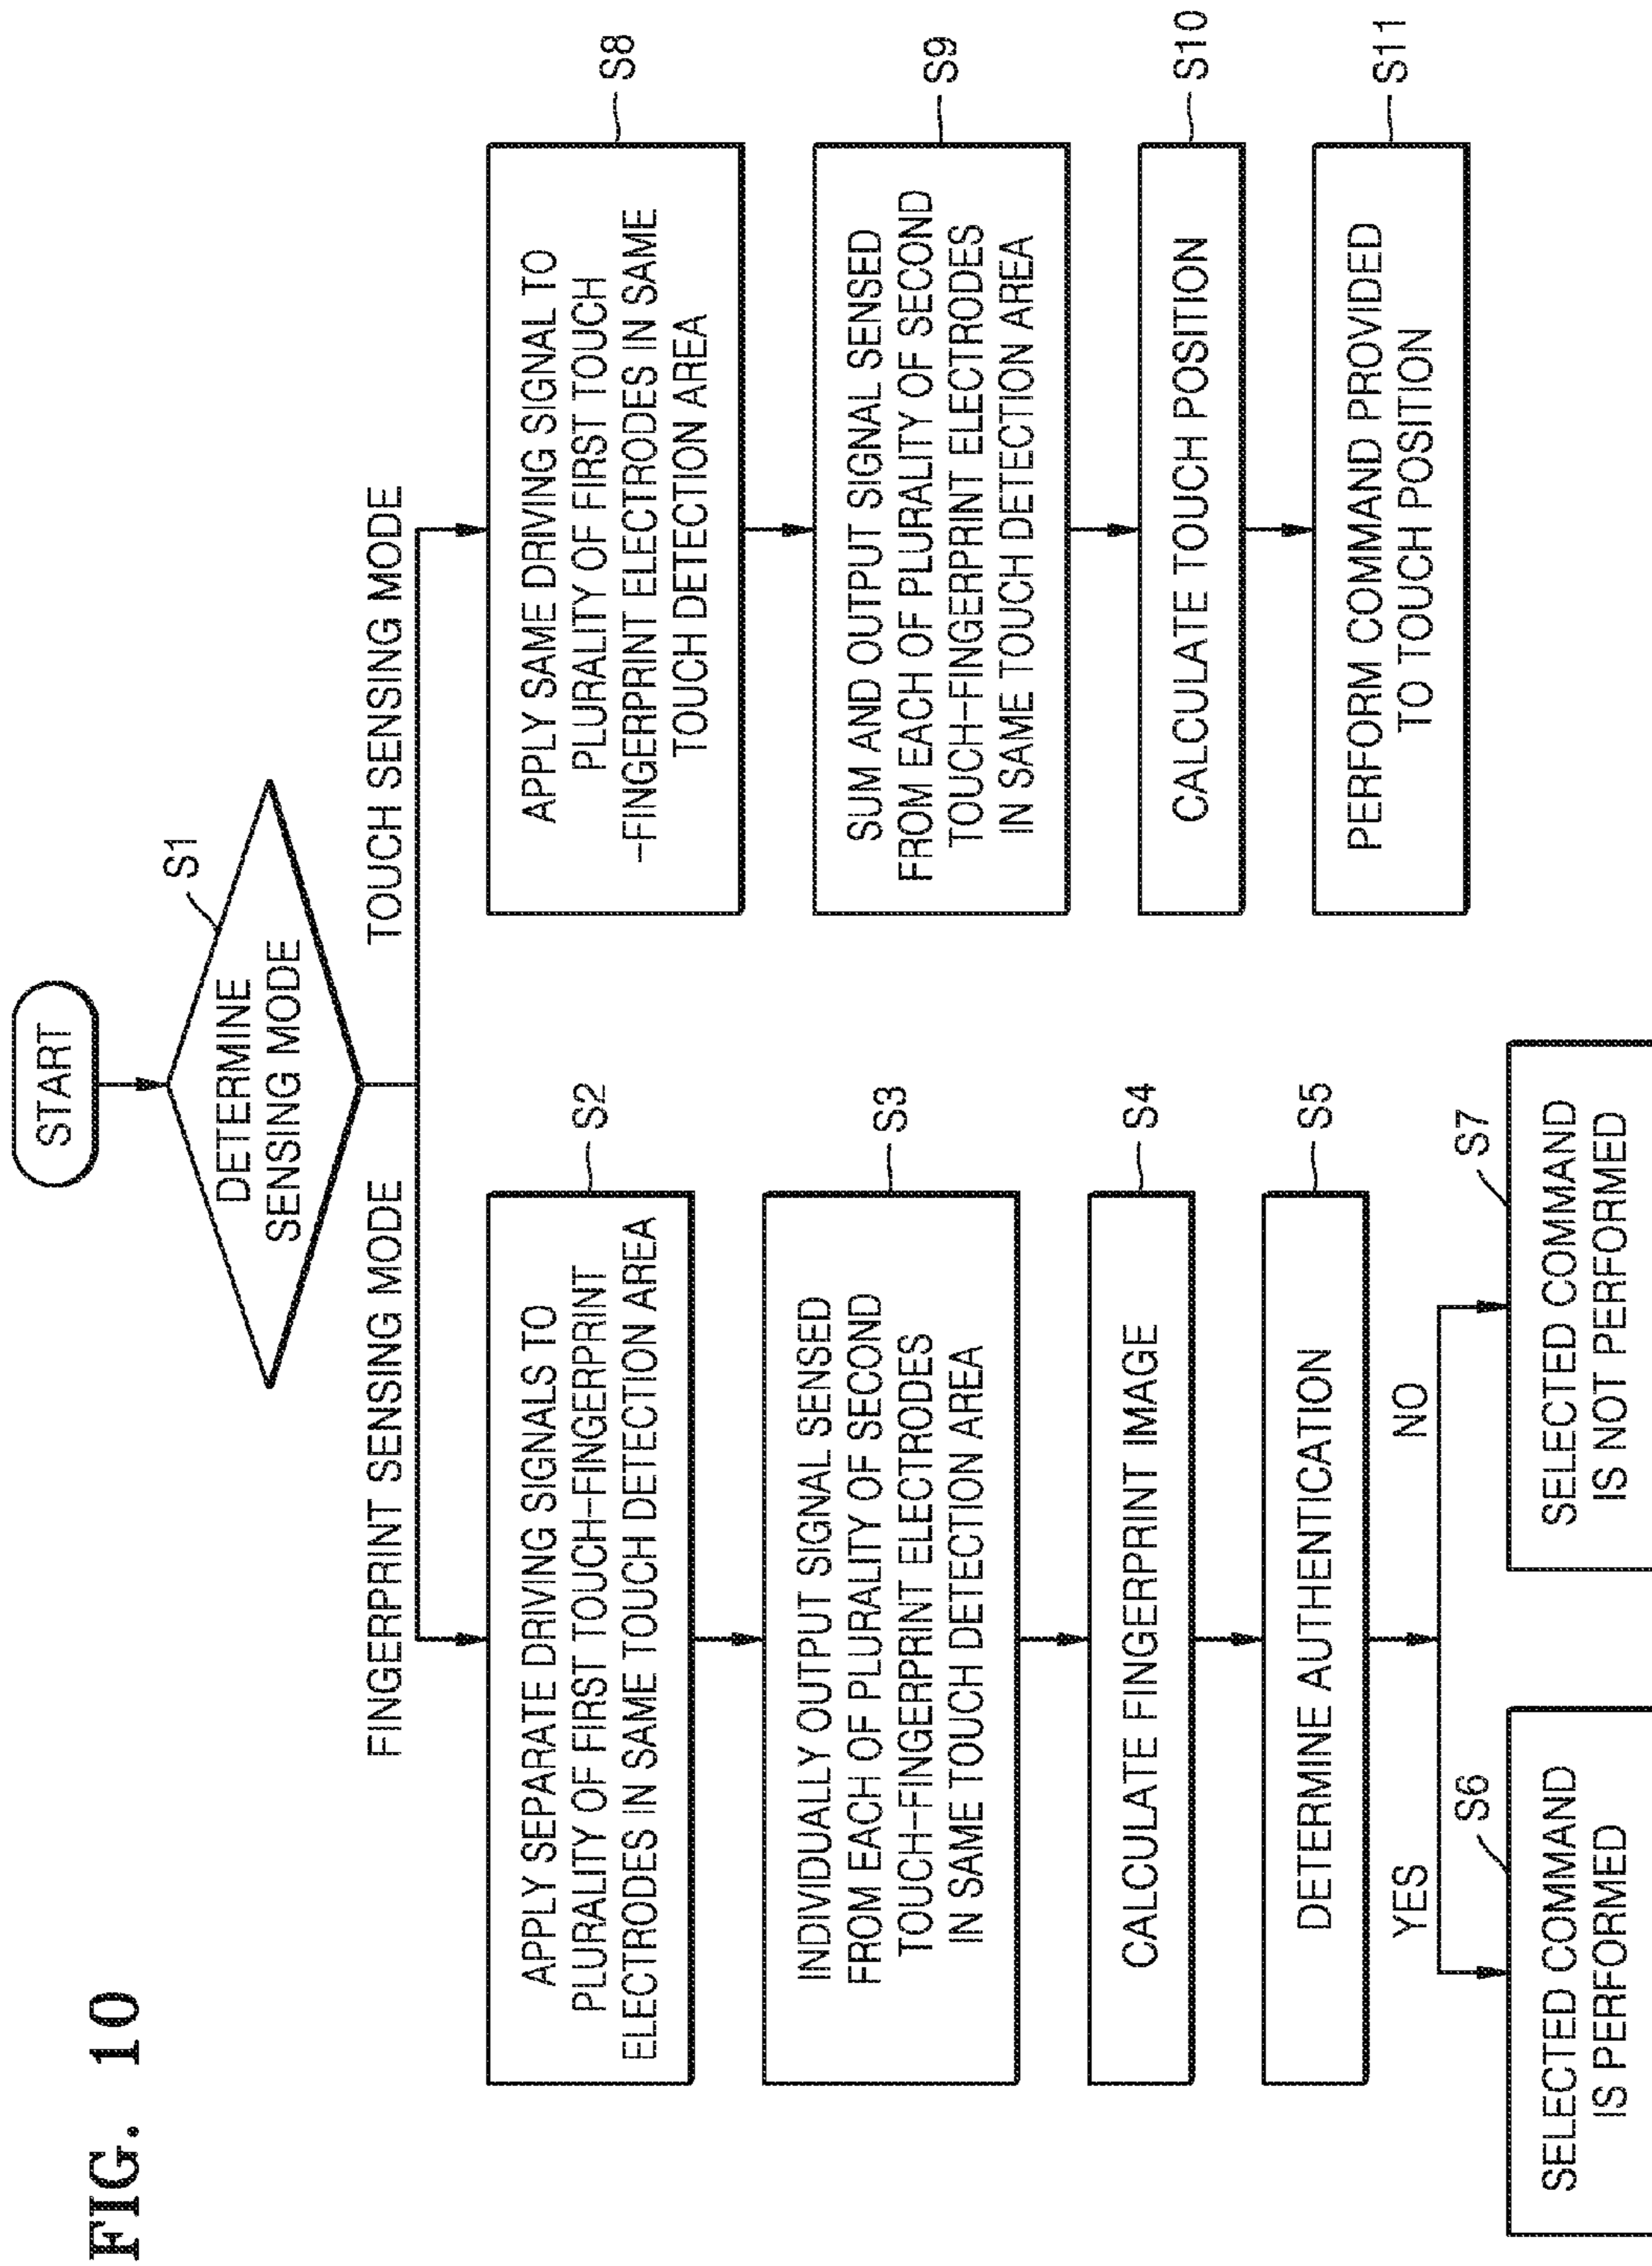 FIG. 10
START
DETERMINE
SENSING MODE
S1
FINGERPRINT SENSING MODE
TOUCH SENSING MODE
APPLY SEPARATE DRIVING SIGNALS TO
PLURALITY OF FIRST TOUCH-FINGERPRINT
ELECTRODES IN SAME TOUCH DETECTION AREA
S2
INDIVIDUALLY OUTPUT SIGNAL SENSED
FROM EACH OF PLURALITY OF SECOND
TOUCH-FINGERPRINT ELECTRODES
IN SAME TOUCH DETECTION AREA
S3
CALCULATE FINGERPRINT IMAGE
S4
DETERMINE AUTHENTICATION
S5
YES
NO
SELECTED COMMAND
IS PERFORMED
S6
SELECTED COMMAND
IS NOT PERFORMED
S7
APPLY SAME DRIVING SIGNAL TO
PLURALITY OF FIRST TOUCH
-FINGERPRINT ELECTRODES IN SAME
TOUCH DETECTION AREA
S8
SUM AND OUTPUT SIGNAL SENSED
FROM EACH OF PLURALITY OF SECOND
TOUCH-FINGERPRINT ELECTRODES
IN SAME TOUCH DETECTION AREA
S9
CALCULATE TOUCH POSITION
S10
PERFORM COMMAND PROVIDED
TO TOUCH POSITION
S11